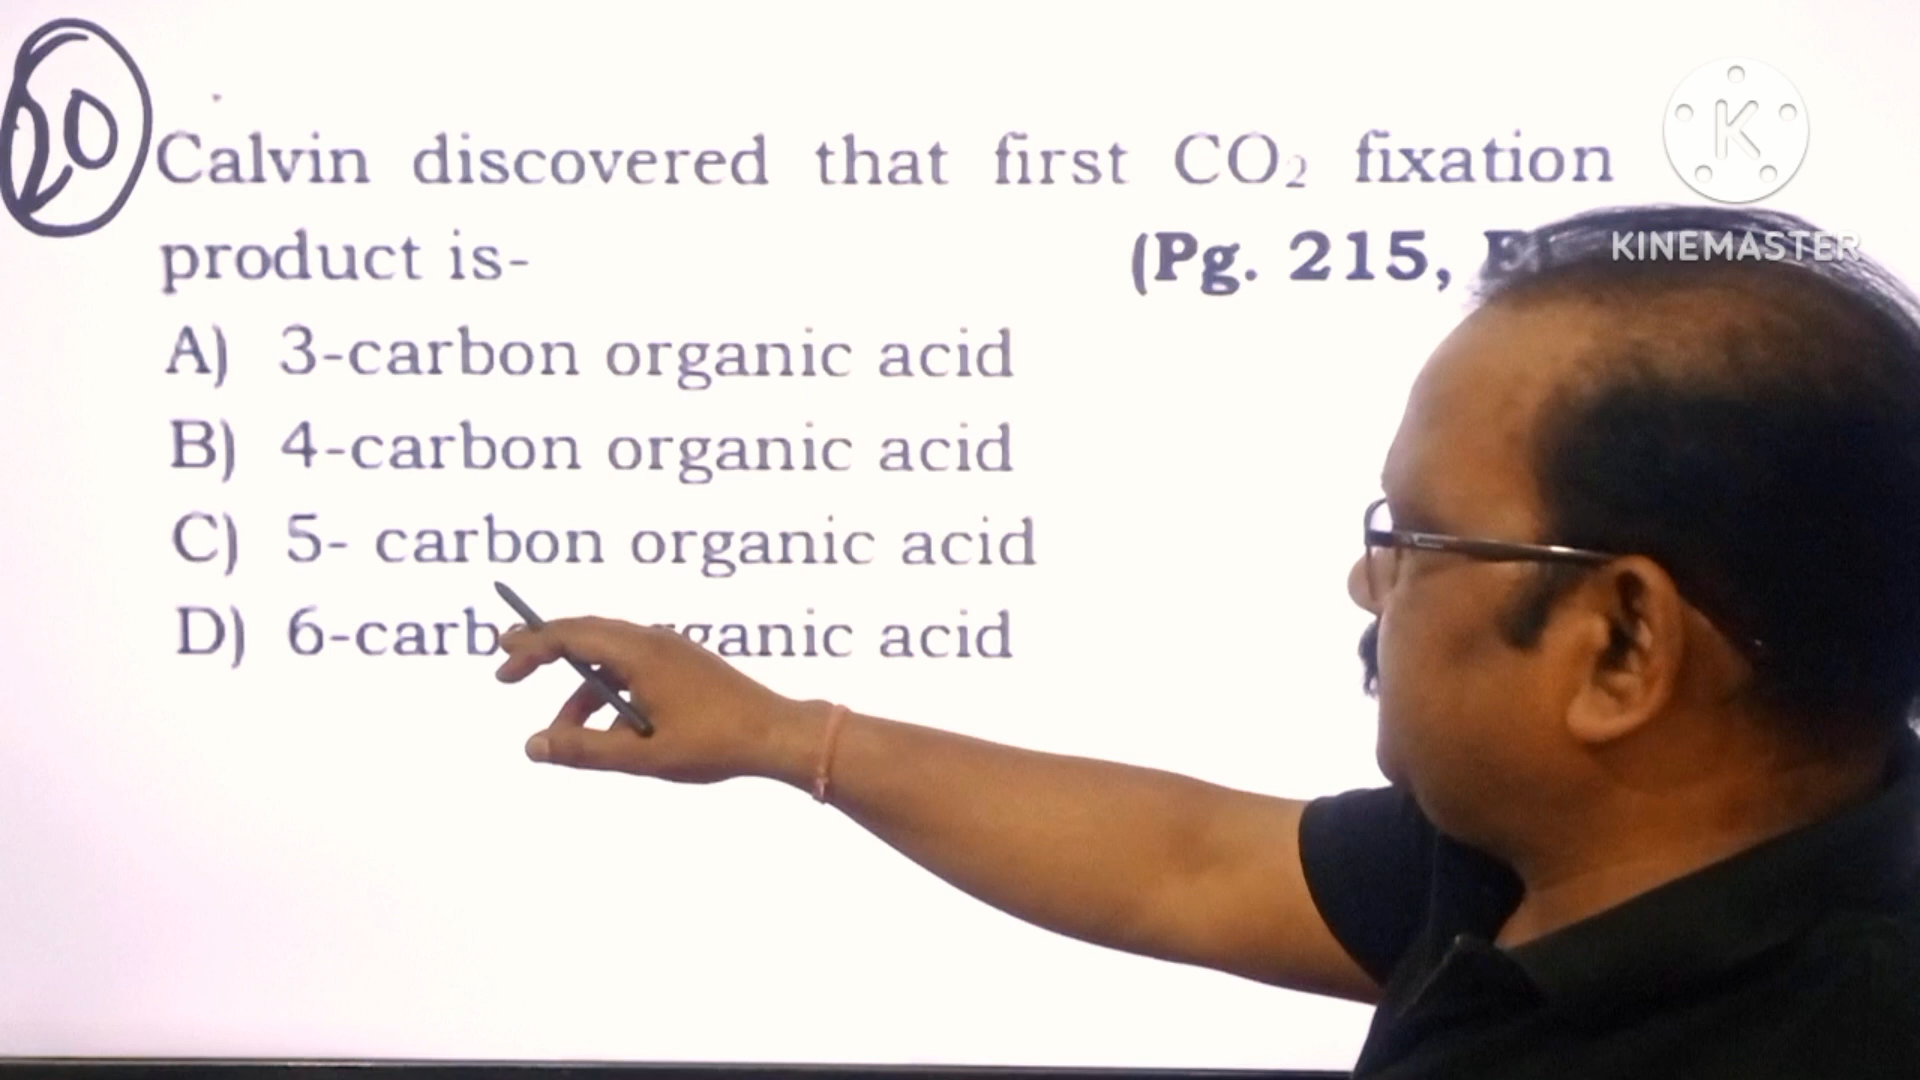 20
Calvin discovered that first CO₂ fixation
product is- (Pg. 215,
A) 3-carbon organic acid
B) 4-carbon organic acid
C) 5- carbon organic acid
D) 6-carb organic acid
K
KINEMASTER